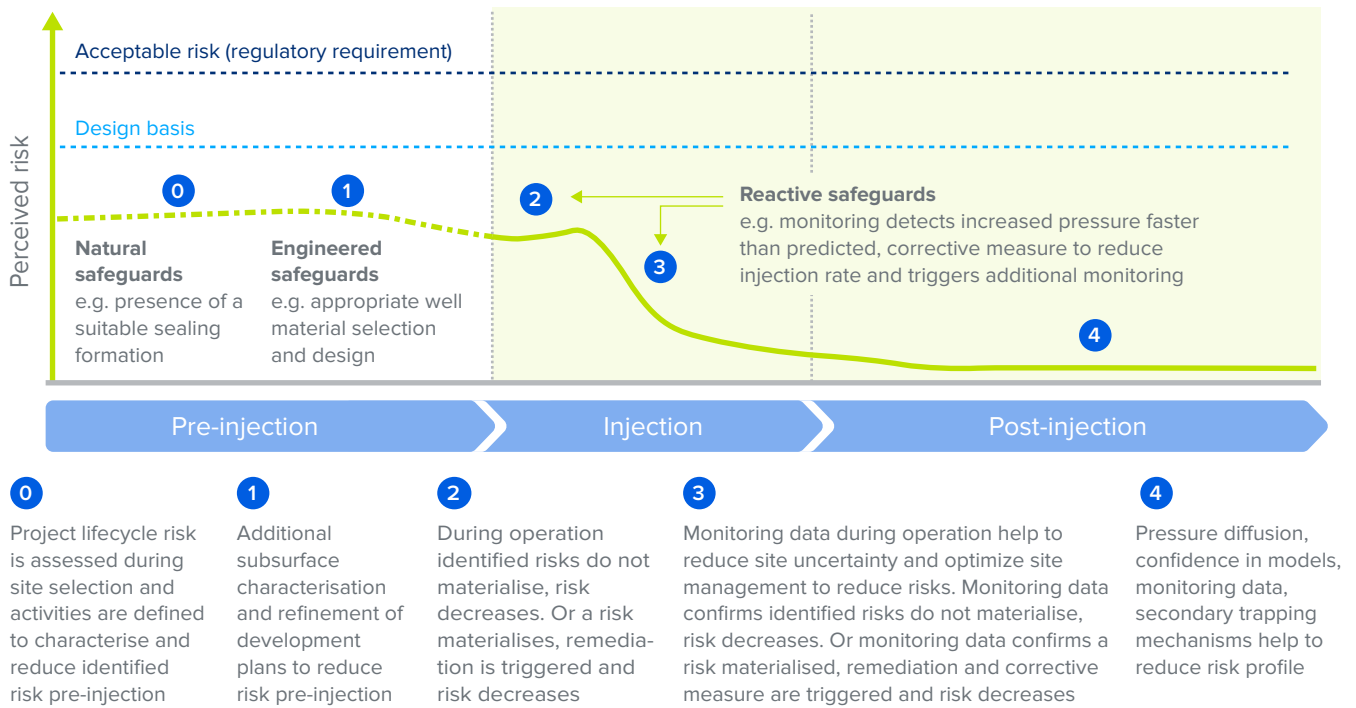 Acceptable risk (regulatory requirement)
Design basis
Perceived risk
0
1
2
3
4
Natural
safeguards
e.g. presence of a
suitable sealing
formation
Engineered
safeguards
e.g. appropriate well
material selection
and design
Reactive safeguards
e.g. monitoring detects increased pressure faster
than predicted, corrective measure to reduce
injection rate and triggers additional monitoring
Pre-injection
Injection
Post-injection
0
Project lifecycle risk
is assessed during
site selection and
activities are defined
to characterise and
reduce identified
risk pre-injection
1
Additional
subsurface
characterisation
and refinement of
development
plans to reduce
risk pre-injection
2
During operation
identified risks do not
materialise, risk
decreases. Or a risk
materialises, remedia-
tion is triggered and
risk decreases
3
Monitoring data during operation help to
reduce site uncertainty and optimize site
management to reduce risks. Monitoring data
confirms identified risks do not materialise,
risk decreases. Or monitoring data confirms a
risk materialised, remediation and corrective
measure are triggered and risk decreases
4
Pressure diffusion,
confidence in models,
monitoring data,
secondary trapping
mechanisms help to
reduce risk profile